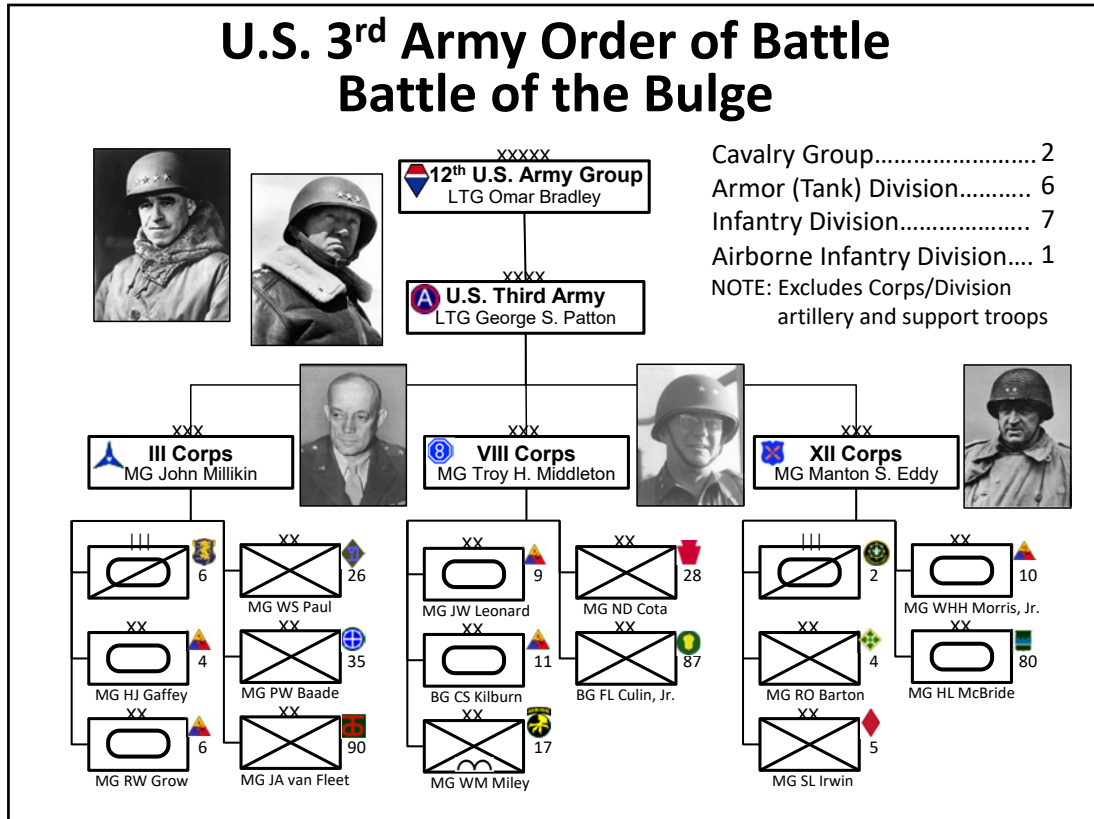 U.S. 3rd Army Order of Battle
Battle of the Bulge
Cavalry Group........................ 2
Armor (Tank) Division........... 6
Infantry Division.................... 7
Airborne Infantry Division.... 1
NOTE: Excludes Corps/Division
artillery and support troops
XXXXX
12th U.S. Army Group
LTG Omar Bradley
XXXX
A
U.S. Third Army
LTG George S. Patton
XXX
III Corps
MG John Millikin
XXX
8
VIII Corps
MG Troy H. Middleton
XXX
XII Corps
MG Manton S. Eddy
|||
6
XX
MG HJ Gaffey
4
XX
MG RW Grow
6
XX
YD
26
MG WS Paul
XX
35
MG PW Baade
XX
90
MG JA van Fleet
XX
9
MG JW Leonard
XX
11
BG CS Kilburn
XX
17
MG WM Miley
XX
28
MG ND Cota
XX
87
BG FL Culin, Jr.
|||
2
XX
4
MG RO Barton
XX
5
MG SL Irwin
XX
10
MG WHH Morris, Jr.
XX
80
MG HL McBride